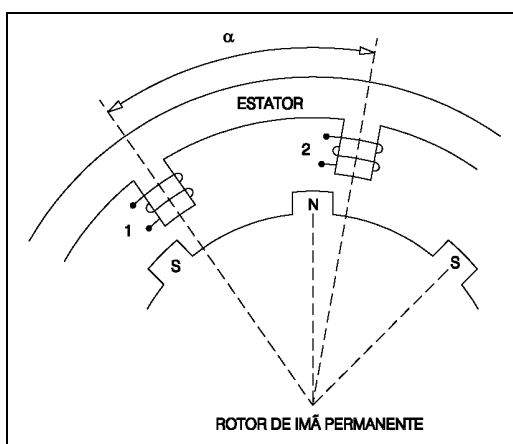 α
ESTATOR
2
1
N
S
S
ROTOR DE IMÃ PERMANENTE